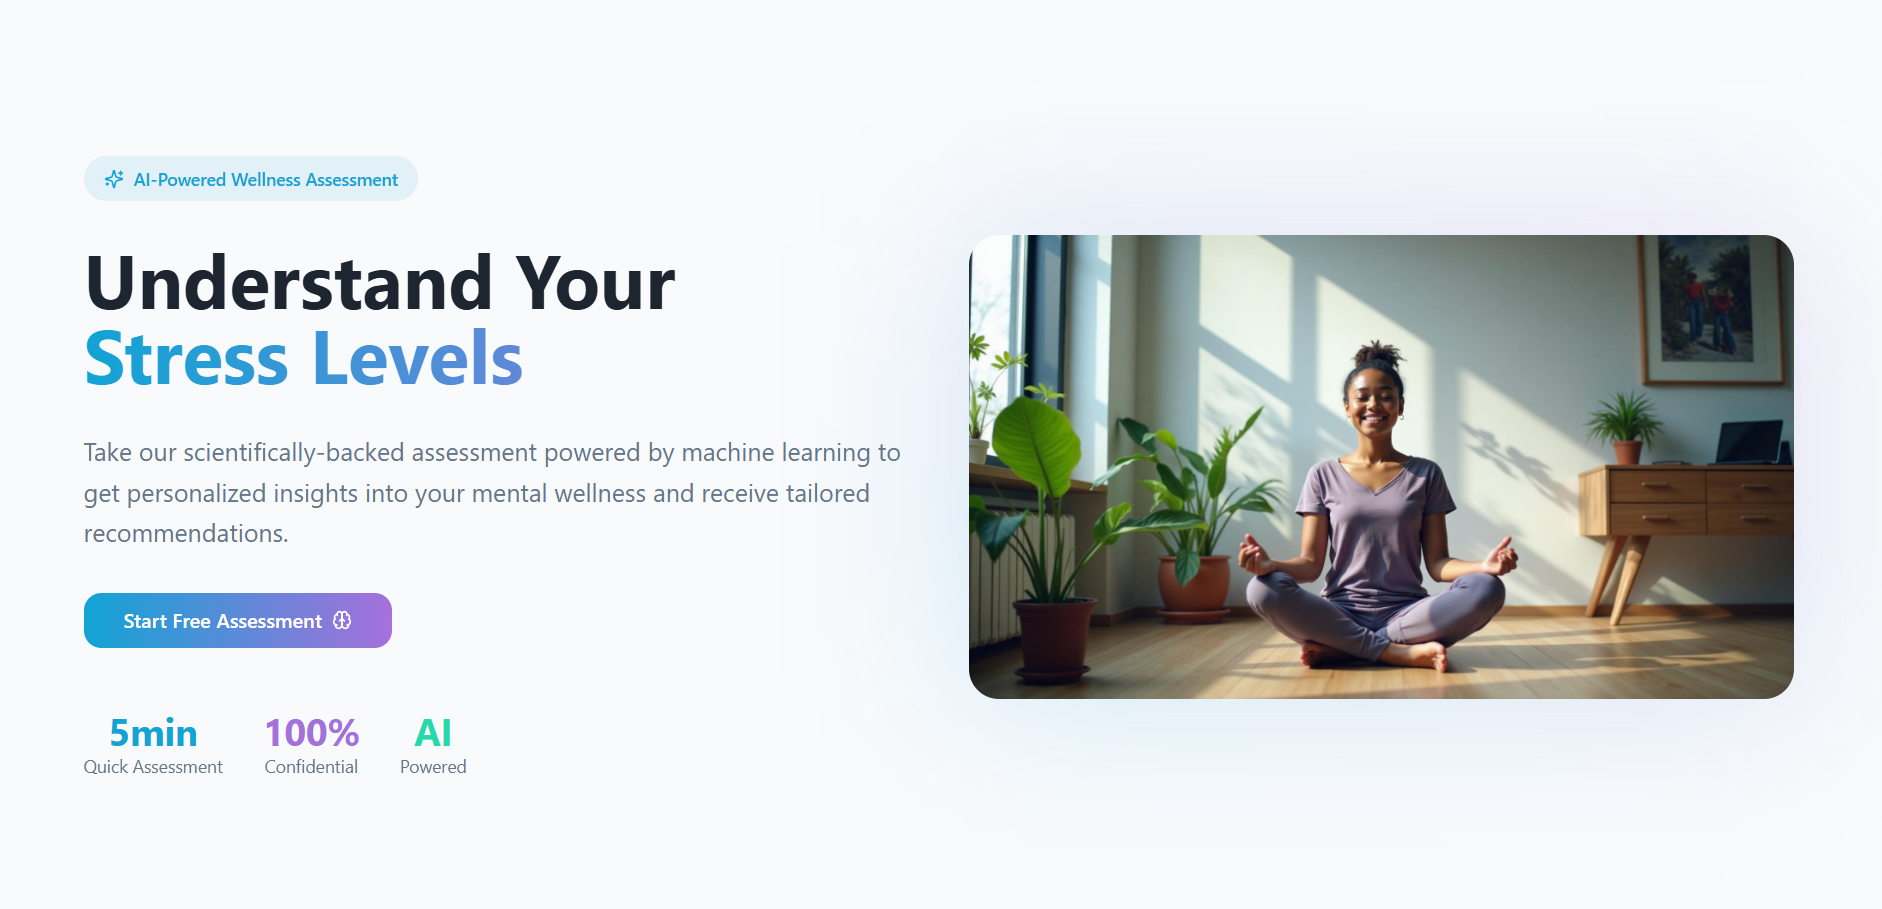 AI-Powered Wellness Assessment
Understand Your
Stress Levels
Take our scientifically-backed assessment powered by machine learning to
get personalized insights into your mental wellness and receive tailored
recommendations.
Start Free Assessment
5min
Quick Assessment
100%
Confidential
AI
Powered